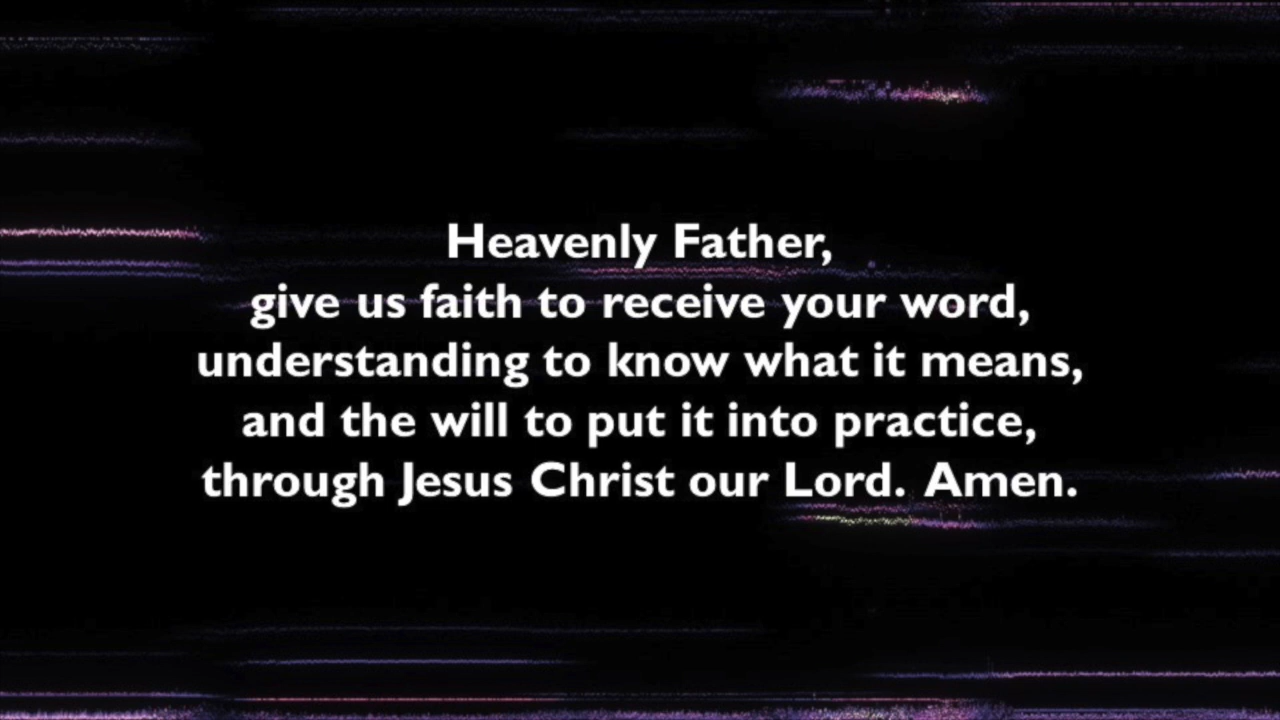 Heavenly Father,
give us faith to receive your word,
understanding to know what it means,
and the will to put it into practice,
through Jesus Christ our Lord. Amen.